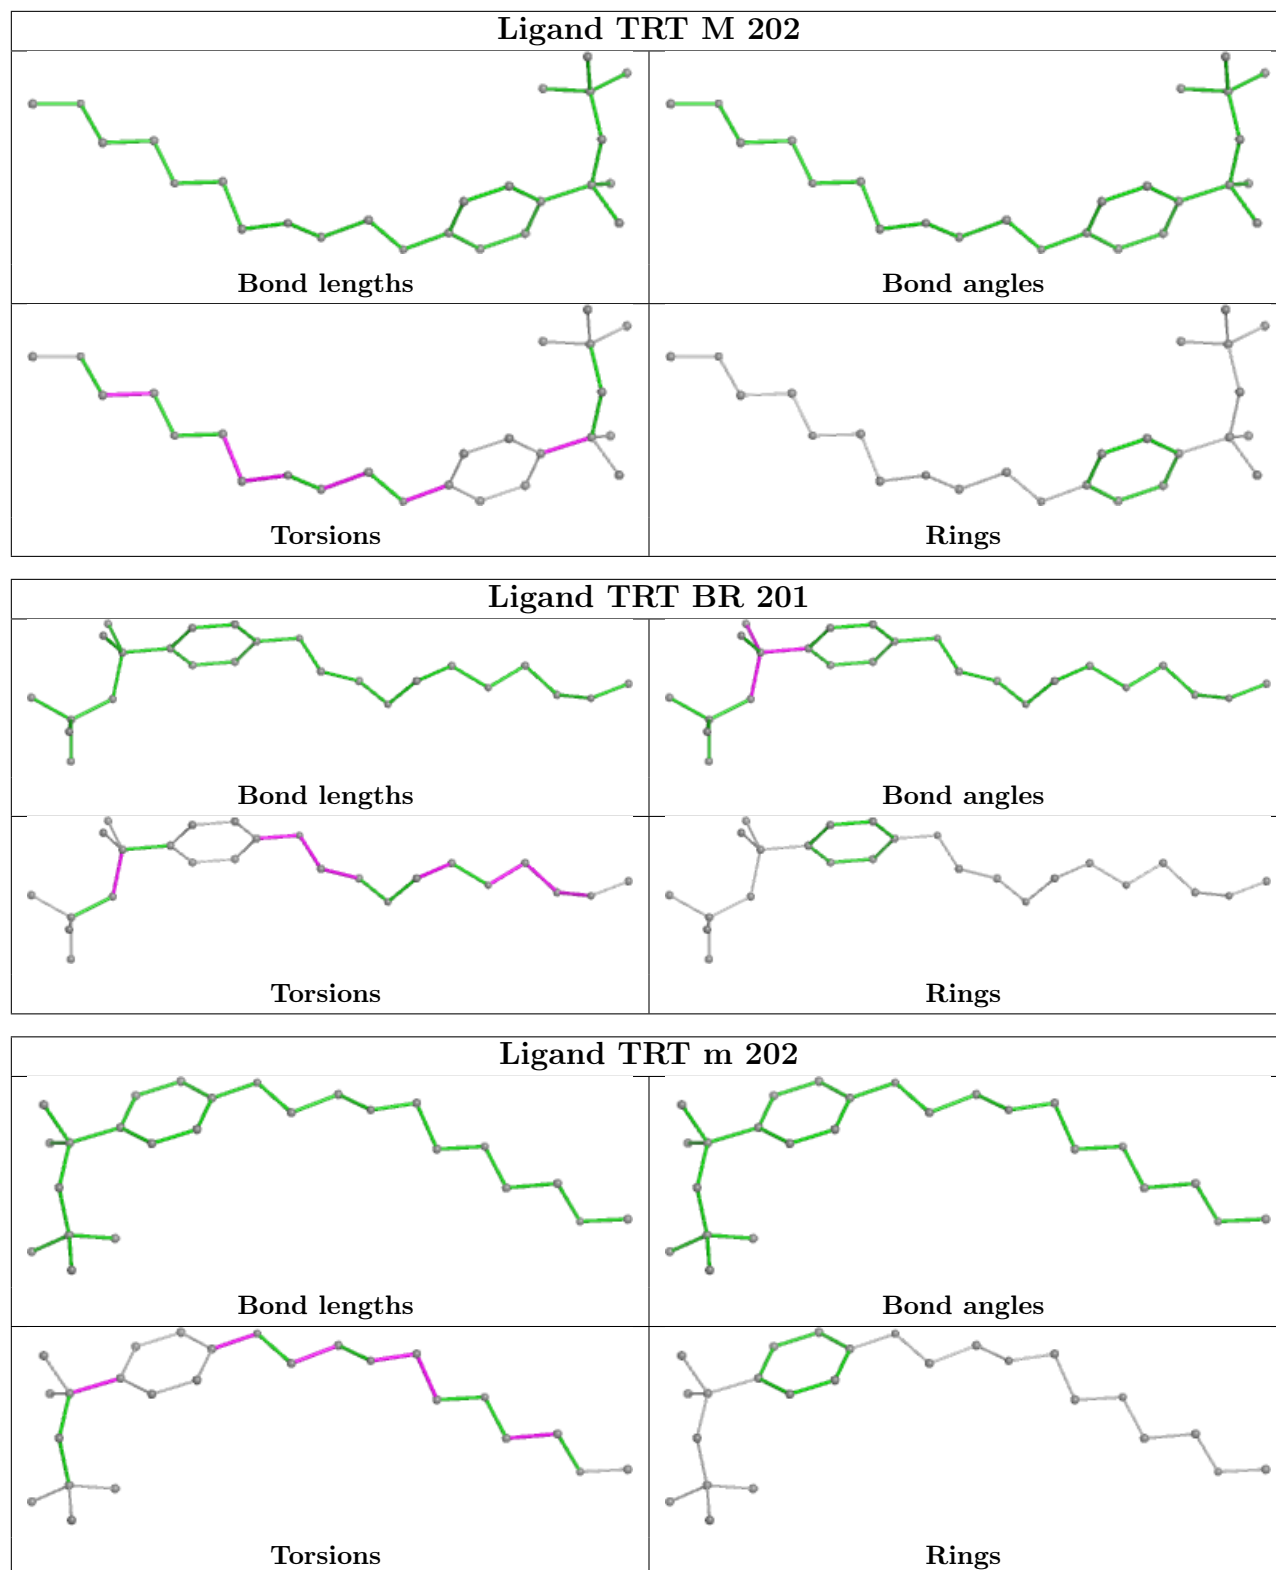 Ligand TRT M 202
Bond lengths
Bond angles
Torsions
Rings
Ligand TRT BR 201
Bond lengths
Bond angles
Torsions
Rings
Ligand TRT m 202
Bond lengths
Bond angles
Torsions
Rings